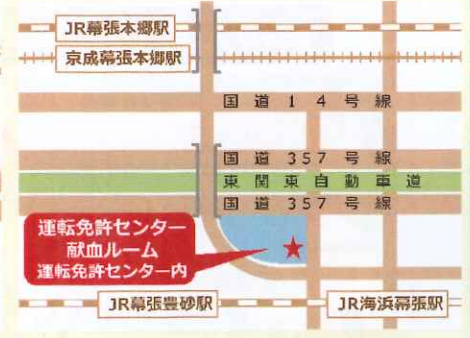 JR幕張本郷駅
京成幕張本郷駅
国道14号線
国道357号線
東関東自動車道
国道357号線
運転免許センター
献血ルーム
運転免許センター内
JR幕張豊砂駅
JR海浜幕張駅